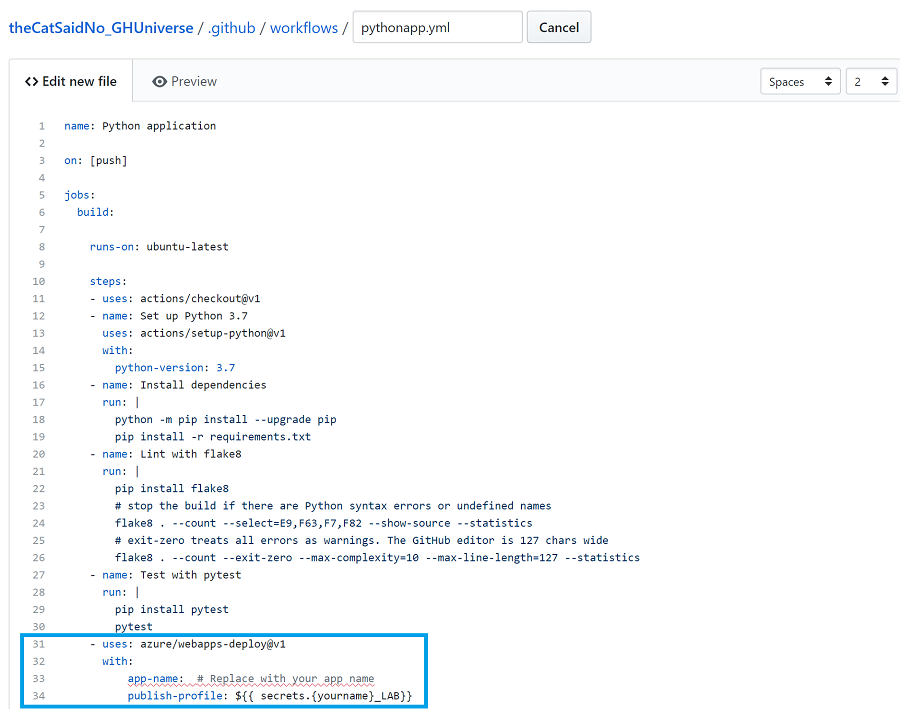 theCatSaidNo_GHUniverse / .github / workflows / pythonapp.yml Cancel
<> Edit new file Preview Spaces 2
1 name: Python application
2
3 on: [push]
4
5 jobs:
6 build:
7
8 runs-on: ubuntu-latest
9
10 steps:
11 - uses: actions/checkout@v1
12 - name: Set up Python 3.7
13 uses: actions/setup-python@v1
14 with:
15 python-version: 3.7
16 - name: Install dependencies
17 run: |
18 python -m pip install --upgrade pip
19 pip install -r requirements.txt
20 - name: Lint with flake8
21 run: |
22 pip install flake8
23 # stop the build if there are Python syntax errors or undefined names
24 flake8 . --count --select=E9,F63,F7,F82 --show-source --statistics
25 # exit-zero treats all errors as warnings. The GitHub editor is 127 chars wide
26 flake8 . --count --exit-zero --max-complexity=10 --max-line-length=127 --statistics
27 - name: Test with pytest
28 run: |
29 pip install pytest
30 pytest
31 - uses: azure/webapps-deploy@v1
32 with:
33 app-name: # Replace with your app name
34 publish-profile: ${{ secrets.{yourname}_LAB}}